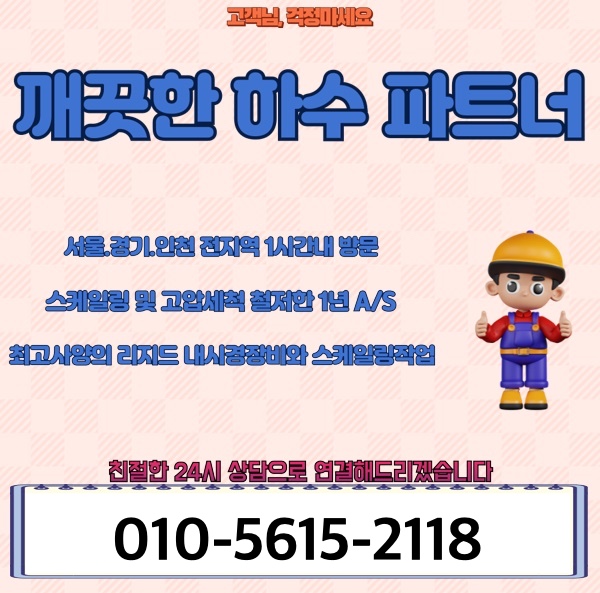 고객님, 걱정마세요
깨끗한 하수 파트너
서울.경기.인천 전지역 1시간내 방문
스케일링 및 고압세척 철저한 1년 A/S
최고사양의 리지드 내시경장비와 스케일링작업
친절한 24시 상담으로 연결해드리겠습니다
010-5615-2118